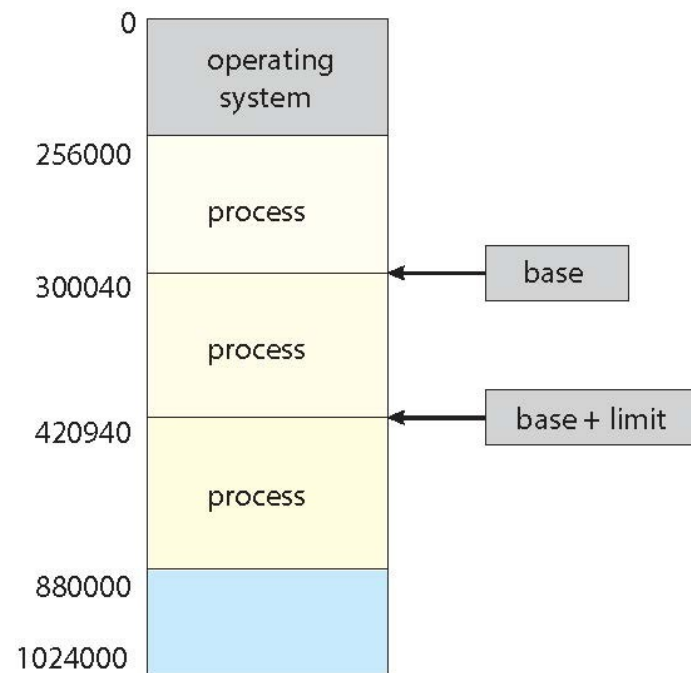 0
operating
system
256000
process
base
300040
process
base + limit
420940
process
880000
1024000